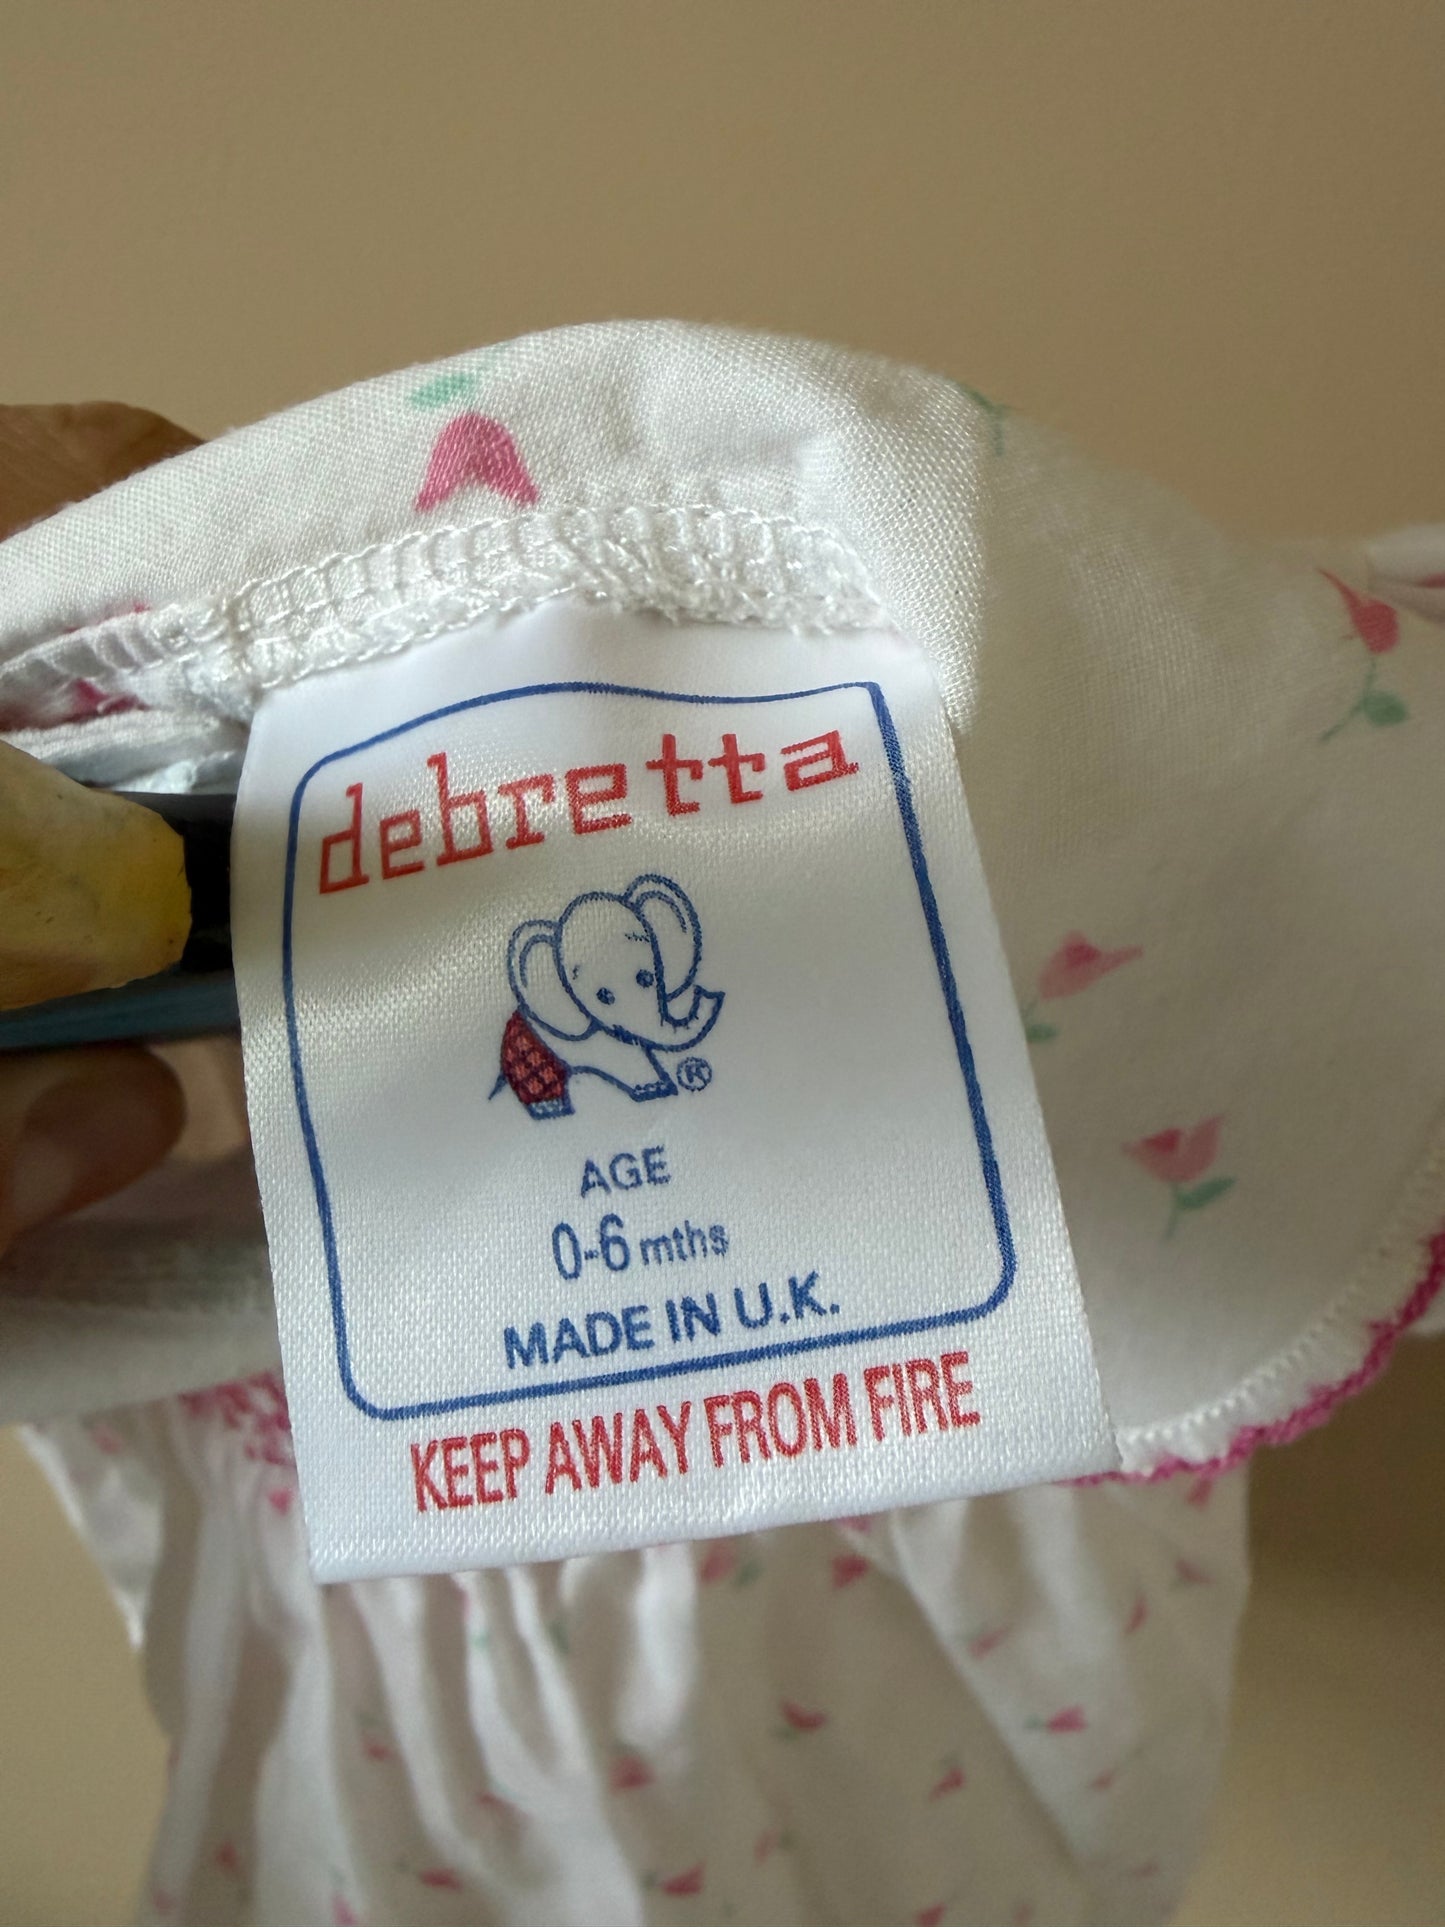 debretta
®
AGE
0-6 mths
MADE IN U.K.
KEEP AWAY FROM FIRE